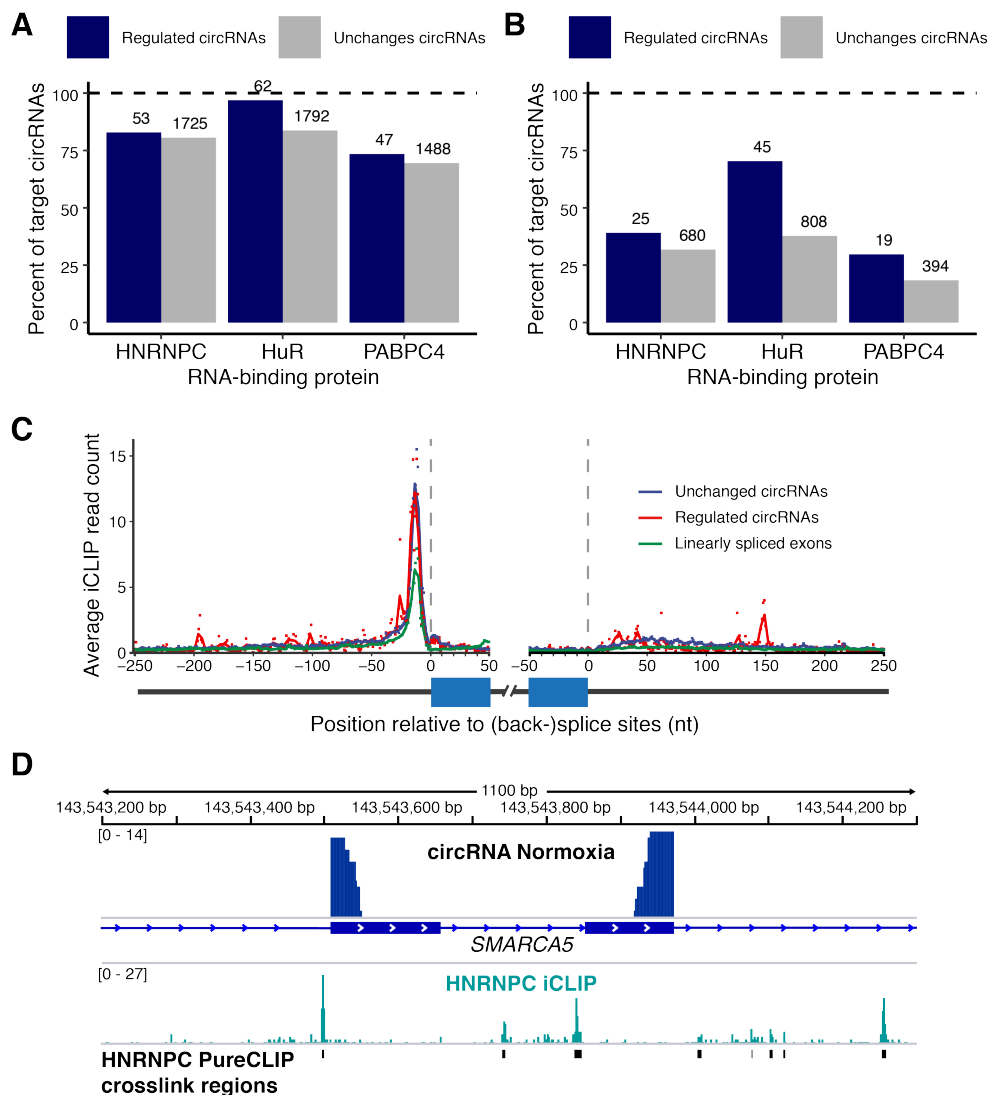 A
Regulated circRNAs
Unchanges circRNAs
Percent of target circRNAs
100
75
50
25
0
53
1725
62
1792
47
1488
HNRNPC
HuR
PABPC4
RNA-binding protein
B
Regulated circRNAs
Unchanges circRNAs
Percent of target circRNAs
100
75
50
25
0
25
680
45
808
19
394
HNRNPC
HuR
PABPC4
RNA-binding protein
C
Average iCLIP read count
15
10
5
0
Unchanged circRNAs
Regulated circRNAs
Linearly spliced exons
−250
−200
−150
−100
−50
0
50
−50
0
50
100
150
200
250
Position relative to (back-)splice sites (nt)
D
1100 bp
143,543,200 bp
143,543,400 bp
143,543,600 bp
143,543,800 bp
143,544,000 bp
143,544,200 bp
[0 - 14]
circRNA Normoxia
SMARCA5
[0 - 27]
HNRNPC iCLIP
HNRNPC PureCLIP
crosslink regions